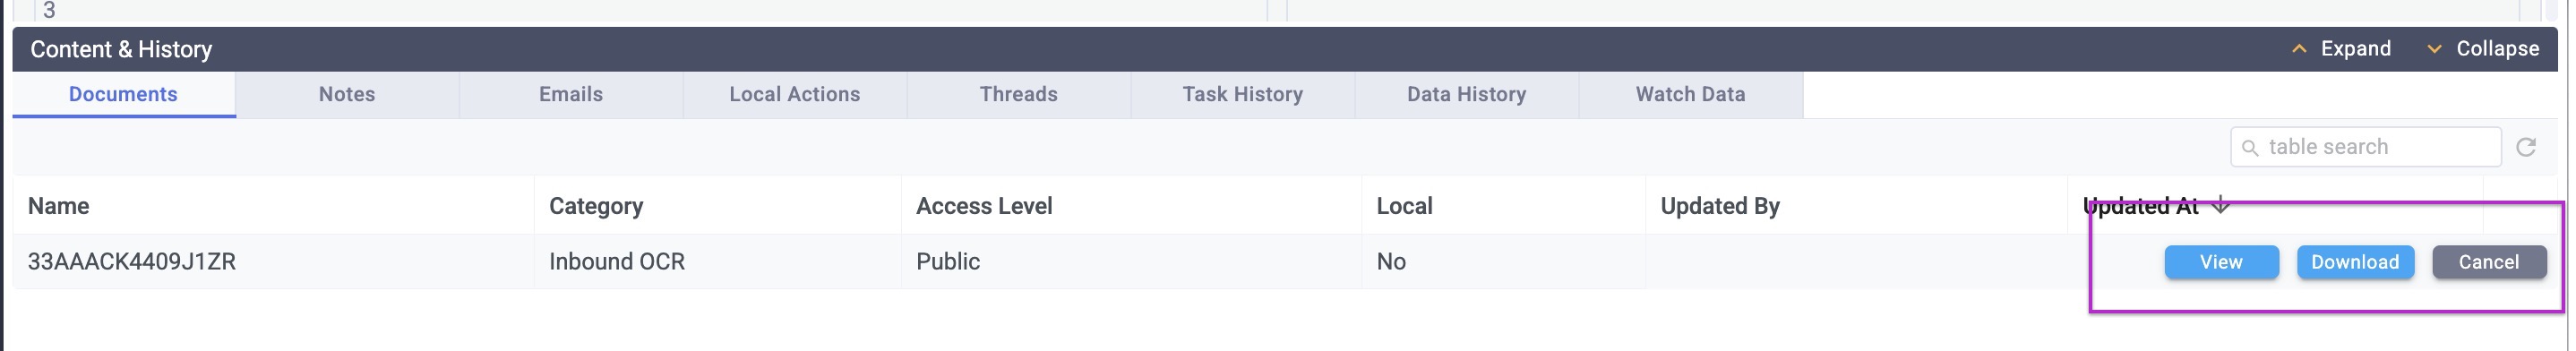 3
Content & History Expand Collapse
Documents Notes Emails Local Actions Threads Task History Data History Watch Data
table search
Name Category Access Level Local Updated By Updated At
33AAACK4409J1ZR Inbound OCR Public No View Download Cancel